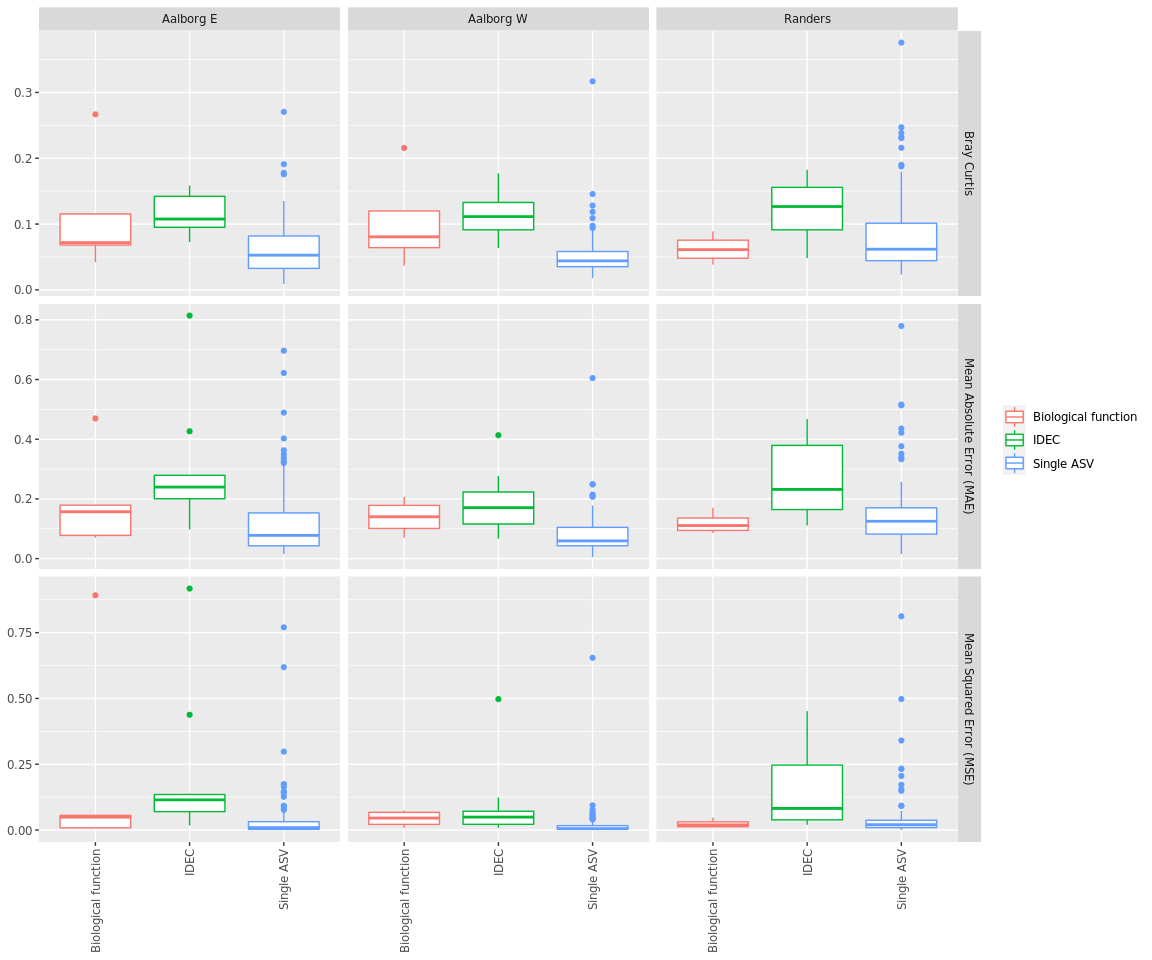 Aalborg E
Aalborg W
Randers
0.3
0.2
0.1
0.0
Bray Curtis
0.8
0.6
0.4
0.2
0.0
Mean Absolute Error (MAE)
0.75
0.50
0.25
0.00
Mean Squared Error (MSE)
Biological function
IDEC
Single ASV
Biological function
IDEC
Single ASV
Biological function
IDEC
Single ASV
Biological function
IDEC
Single ASV